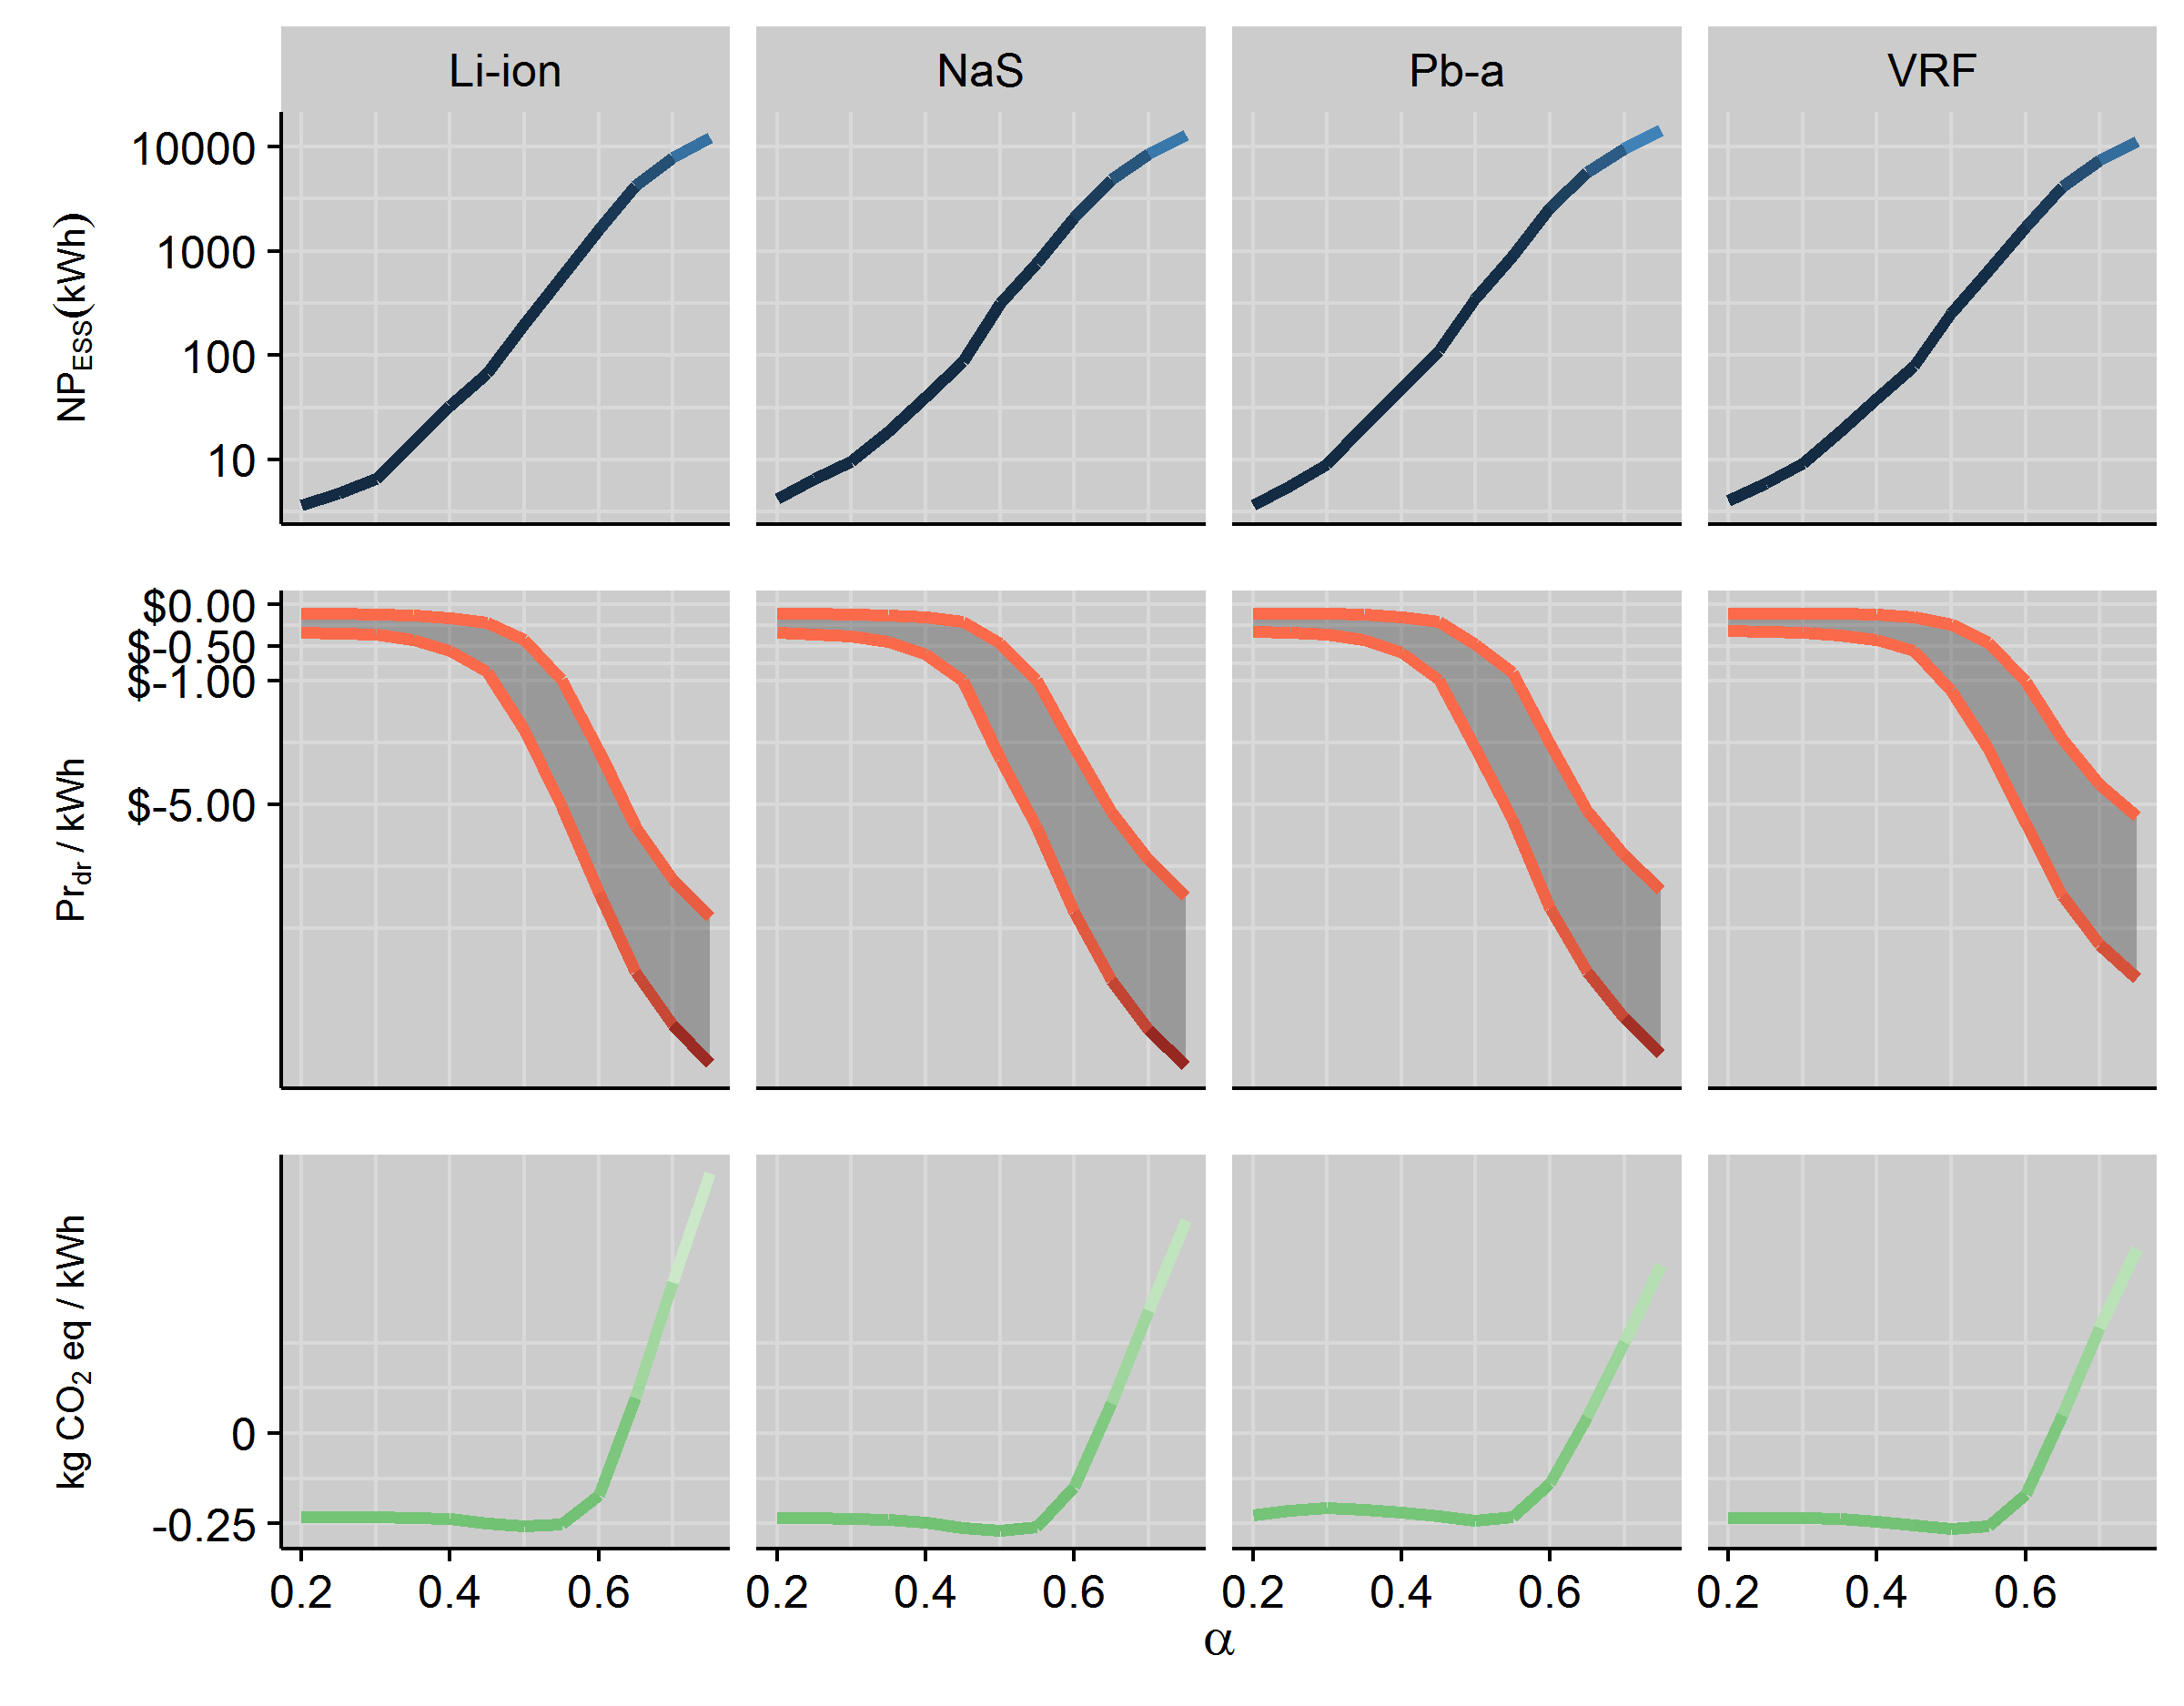 Li-ion NaS Pb-a VRF
NP_ESS(kWh)
10000
1000
100
10
Pr_dr / kWh
$0.00
$-0.50
$-1.00
$-5.00
kg CO₂ eq / kWh
0
-0.25
0.2 0.4 0.6 0.2 0.4 0.6 0.2 0.4 0.6 0.2 0.4 0.6
α